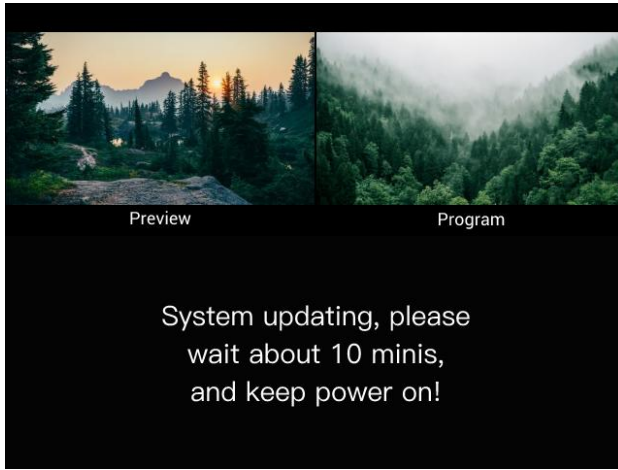 Preview
Program
System updating, please
wait about 10 minis,
and keep power on!